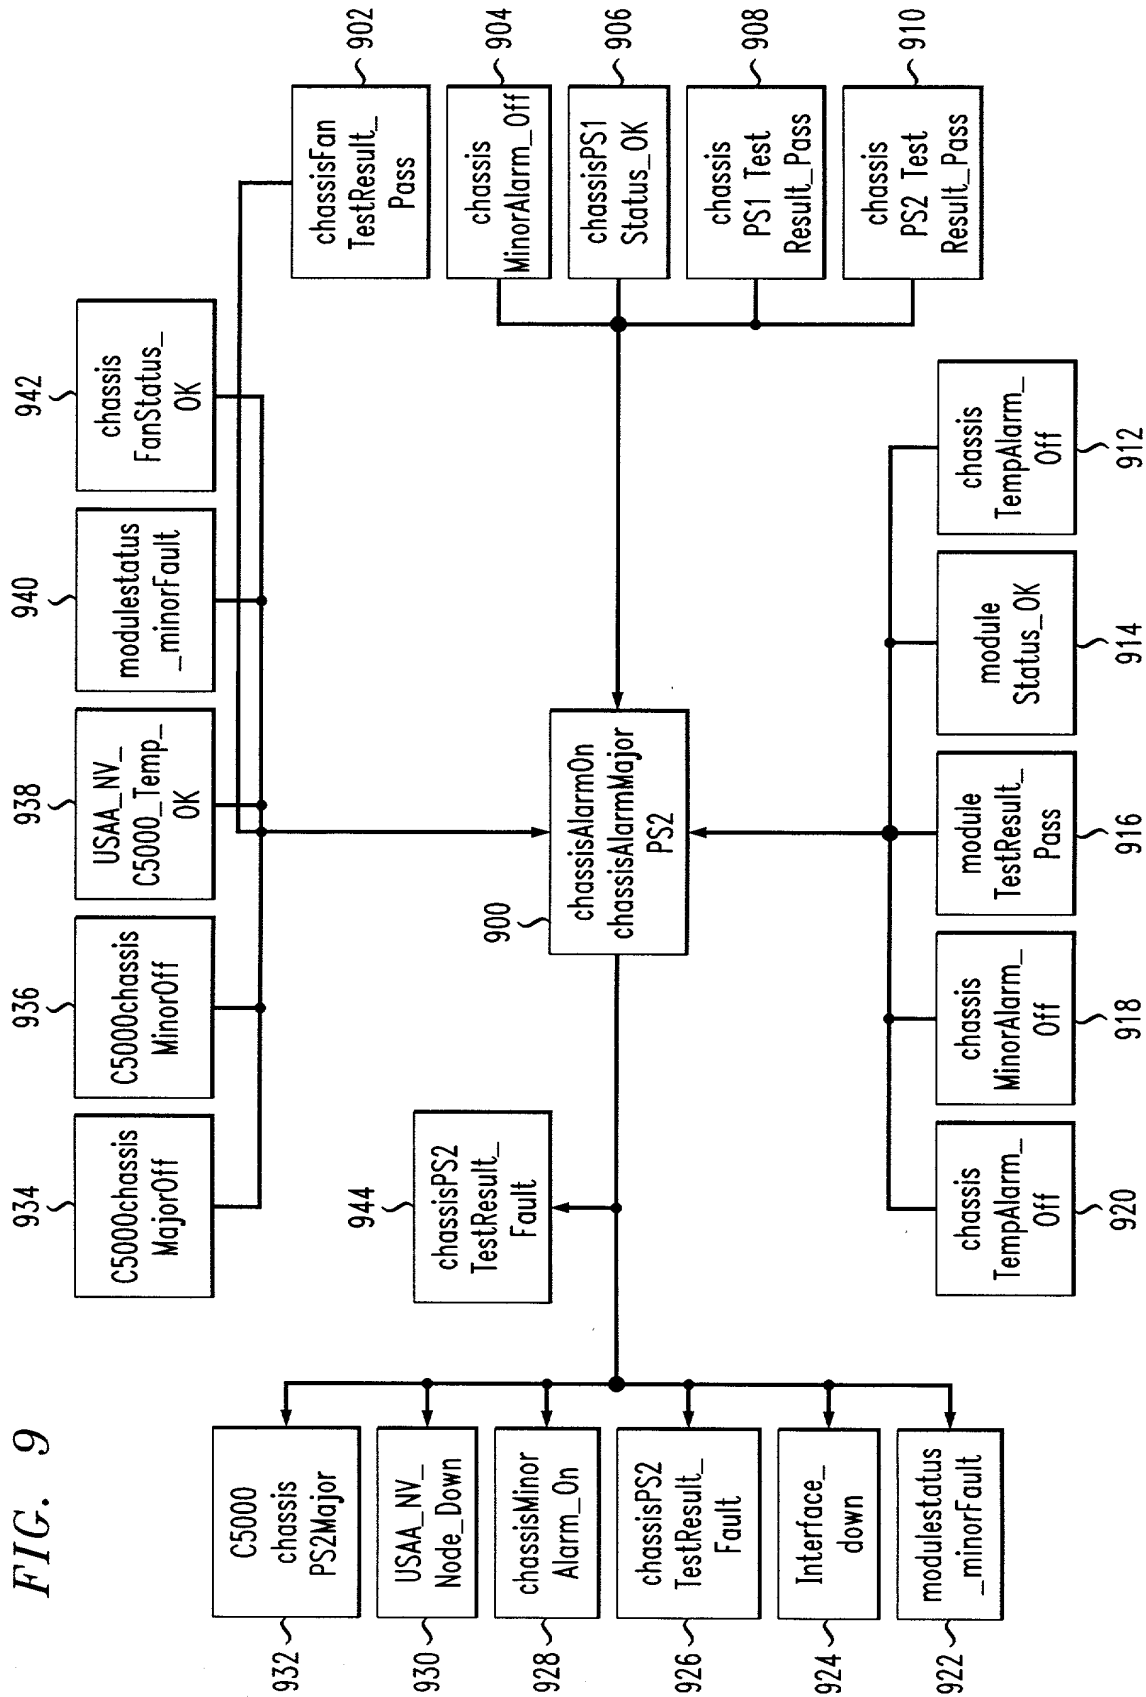 FIG. 9
934
C5000chassis
MajorOff
936
C5000chassis
MinorOff
938
USAA_NV_
C5000_Temp_
OK
940
modulestatus
_minorFault
942
chassis
FanStatus_
OK
902
chassisFan
TestResult_
Pass
904
chassis
MinorAlarm_Off
906
chassisPS1
Status_OK
908
chassis
PS1 Test
Result_Pass
910
chassis
PS2 Test
Result_Pass
944
chassisPS2
TestResult_
Fault
900
chassisAlarmOn
chassisAlarmMajor
PS2
932
C5000
chassis
PS2Major
930
USAA_NV_
Node_Down
928
chassisMinor
Alarm_On
926
chassisPS2
TestResult_
Fault
924
Interface_
down
922
modulestatus
_minorFault
chassis
TempAlarm_
Off
920
chassis
MinorAlarm_
Off
918
module
TestResult_
Pass
916
module
Status_OK
914
chassis
TempAlarm_
Off
912